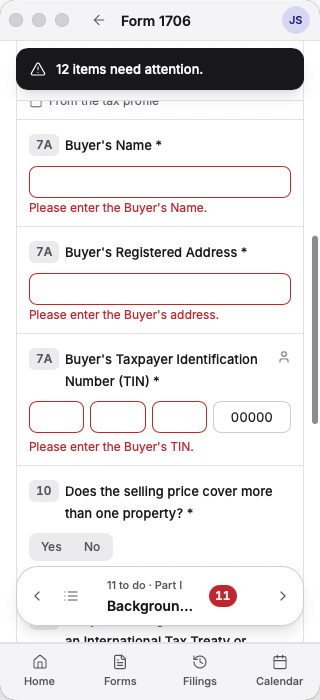 Form 1706
JS
12 items need attention.
From the tax profile
7A Buyer's Name *
Please enter the Buyer's Name.
7A Buyer's Registered Address *
Please enter the Buyer's address.
7A Buyer's Taxpayer Identification
Number (TIN) *
00000
Please enter the Buyer's TIN.
10 Does the selling price cover more
than one property? *
Yes No
11 to do · Part I
Backgroun... 11
an International Tax Treaty or
Home Forms Filings Calendar